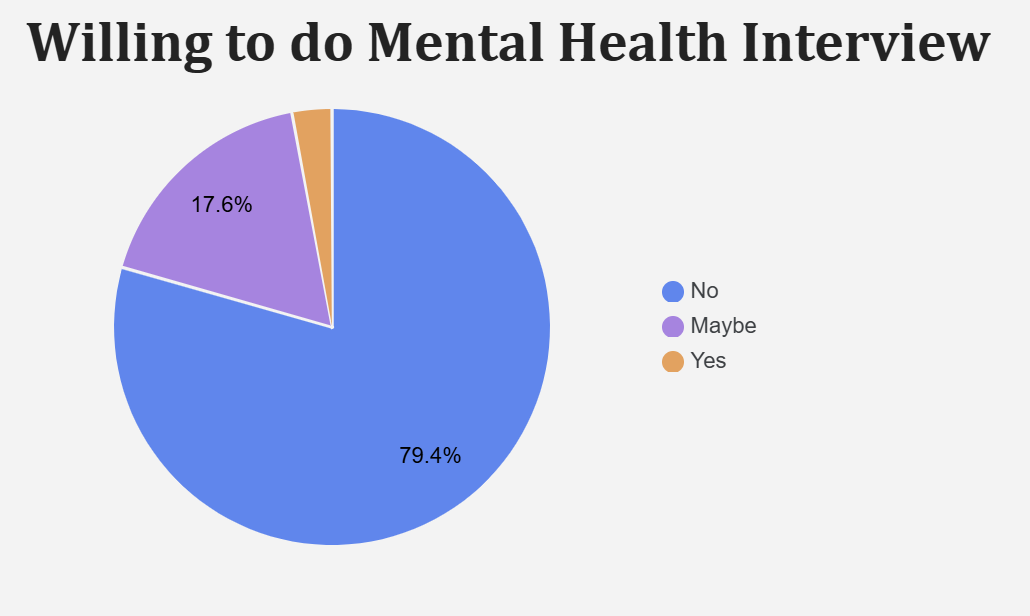 Willing to do Mental Health Interview
17.6%
79.4%
No
Maybe
Yes